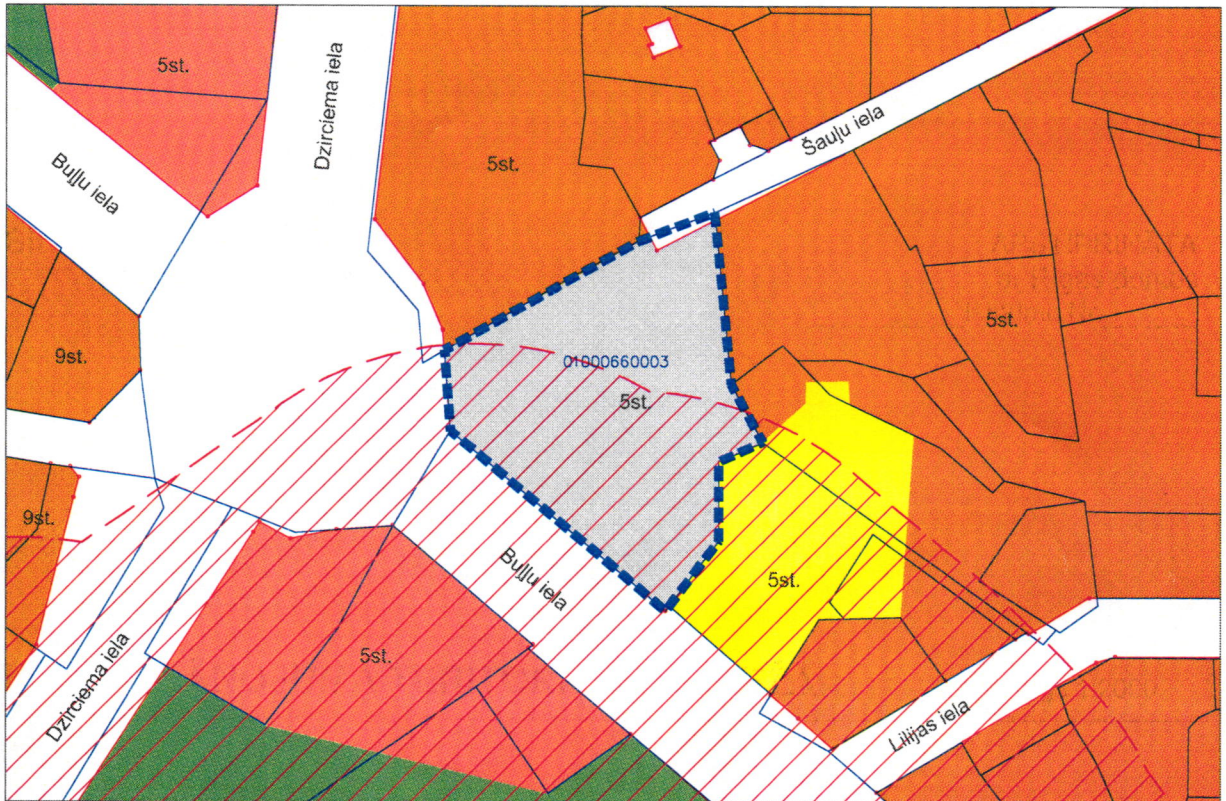 5st.
Dzirciema iela
Buļļu iela
5st.
Šauļu iela
9st.
01000660003
5st.
5st.
9st.
Buļļu iela
5st.
5st.
Dzirciema iela
Lilijas iela